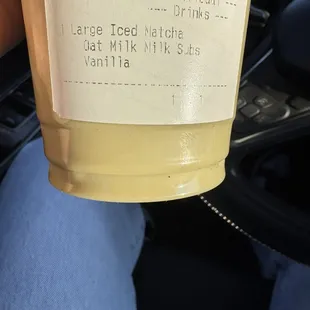 --- Drinks ---
1 Large Iced Matcha
Oat Milk Milk Subs
Vanilla